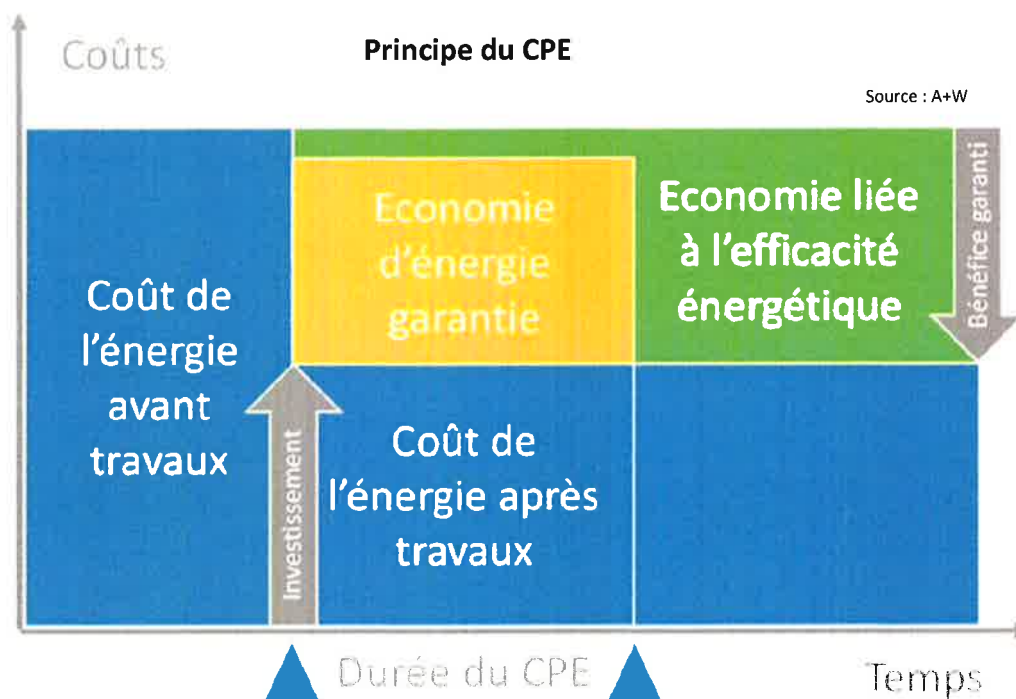 Coûts
Principe du CPE
Source : A+W
Coût de
l'énergie
avant
travaux
Economie
d'énergie
garantie
Economie liée
à l'efficacité
énergétique
Bénéfice garanti
Investissement
Coût de
l'énergie après
travaux
Durée du CPE
Temps